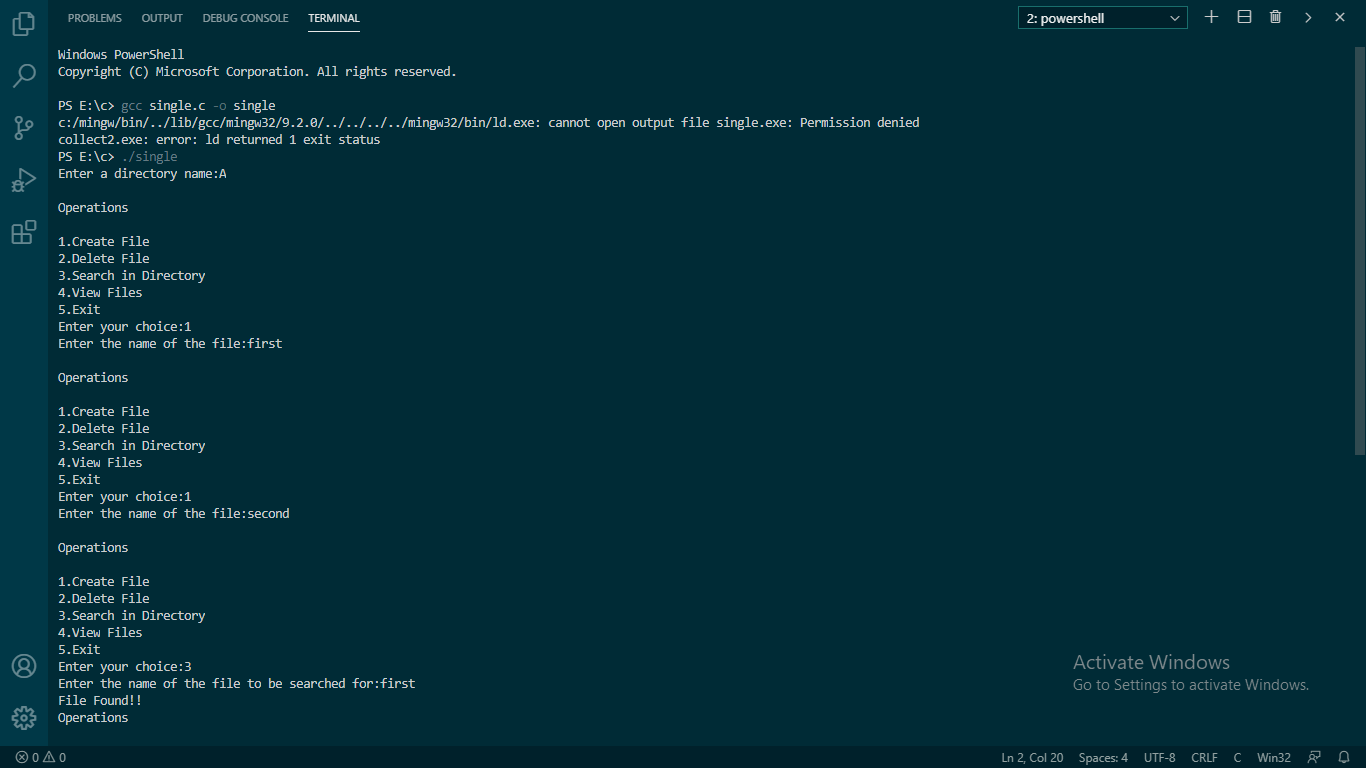 PROBLEMS OUTPUT DEBUG CONSOLE TERMINAL 2: powershell
Windows PowerShell
Copyright (C) Microsoft Corporation. All rights reserved.
PS E:\c> gcc single.c -o single
c:/mingw/bin/../lib/gcc/mingw32/9.2.0/../../../../mingw32/bin/ld.exe: cannot open output file single.exe: Permission denied
collect2.exe: error: ld returned 1 exit status
PS E:\c> ./single
Enter a directory name:A
Operations
1.Create File
2.Delete File
3.Search in Directory
4.View Files
5.Exit
Enter your choice:1
Enter the name of the file:first
Operations
1.Create File
2.Delete File
3.Search in Directory
4.View Files
5.Exit
Enter your choice:1
Enter the name of the file:second
Operations
1.Create File
2.Delete File
3.Search in Directory
4.View Files
5.Exit
Enter your choice:3
Enter the name of the file to be searched for:first
File Found!!
Operations
Activate Windows
Go to Settings to activate Windows.
0 0 Ln 2, Col 20 Spaces: 4 UTF-8 CRLF C Win32